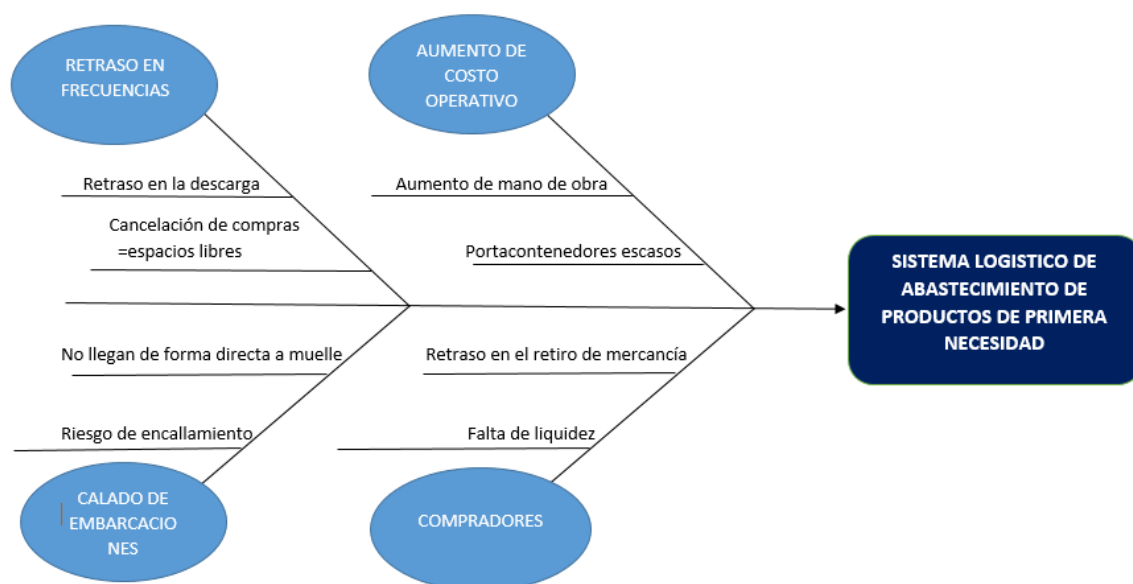 RETRASO EN
FRECUENCIAS
AUMENTO DE
COSTO
OPERATIVO
Retraso en la descarga
Cancelación de compras
=espacios libres
Aumento de mano de obra
Portacontenedores escasos
SISTEMA LOGISTICO DE
ABASTECIMIENTO DE
PRODUCTOS DE PRIMERA
NECESIDAD
No llegan de forma directa a muelle
Riesgo de encallamiento
Retraso en el retiro de mercancía
Falta de liquidez
CALADO DE
EMBARCACIO
NES
COMPRADORES